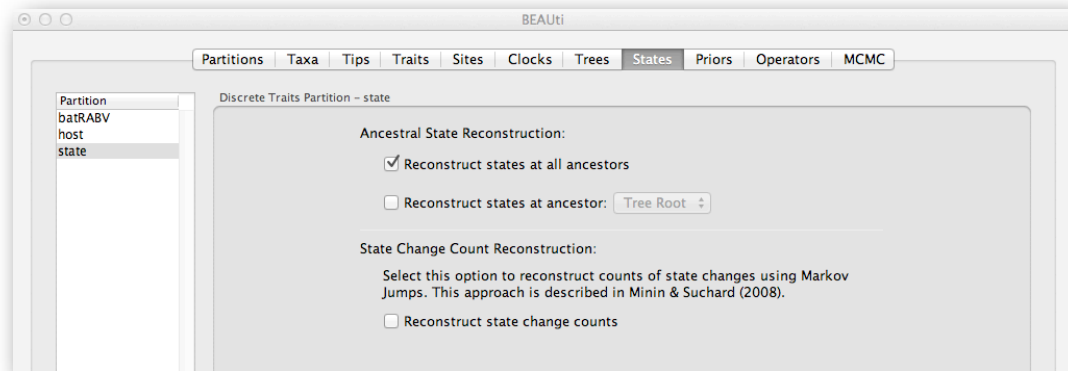 BEAUti
Partitions Taxa Tips Traits Sites Clocks Trees States Priors Operators MCMC
Partition
batRABV
host
state
Discrete Traits Partition – state
Ancestral State Reconstruction:
Reconstruct states at all ancestors
Reconstruct states at ancestor: Tree Root
State Change Count Reconstruction:
Select this option to reconstruct counts of state changes using Markov
Jumps. This approach is described in Minin & Suchard (2008).
Reconstruct state change counts